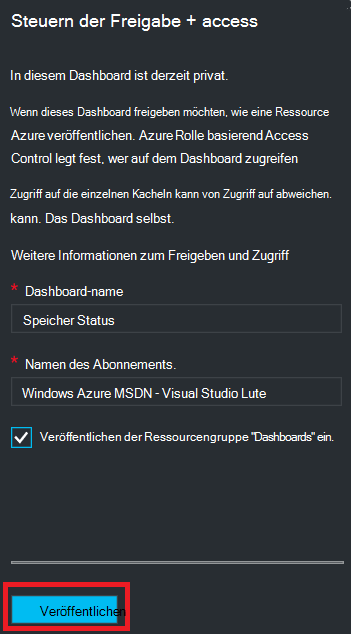 Steuern der Freigabe + access
In diesem Dashboard ist derzeit privat.
Wenn dieses Dashboard freigeben möchten, wie eine Ressource
Azure veröffentlichen. Azure Rolle basierend Access
Control legt fest, wer auf dem Dashboard zugreifen
Zugriff auf die einzelnen Kacheln kann von Zugriff auf abweichen.
kann. Das Dashboard selbst.
Weitere Informationen zum Freigeben und Zugriff
* Dashboard-name
Speicher Status
* Namen des Abonnements.
Windows Azure MSDN - Visual Studio Lute
Veröffentlichen der Ressourcengruppe "Dashboards" ein.
Veröffentlichen